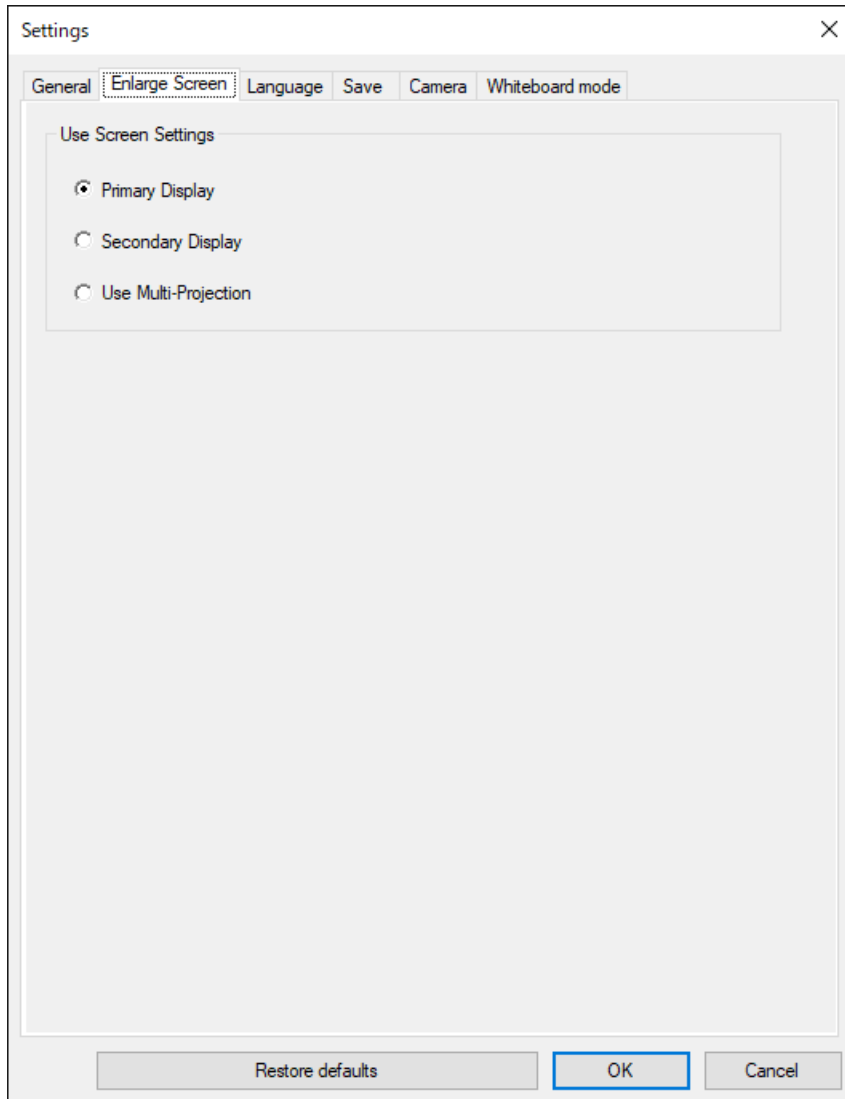 Settings
General Enlarge Screen Language Save Camera Whiteboard mode
Use Screen Settings
Primary Display
Secondary Display
Use Multi-Projection
Restore defaults OK Cancel